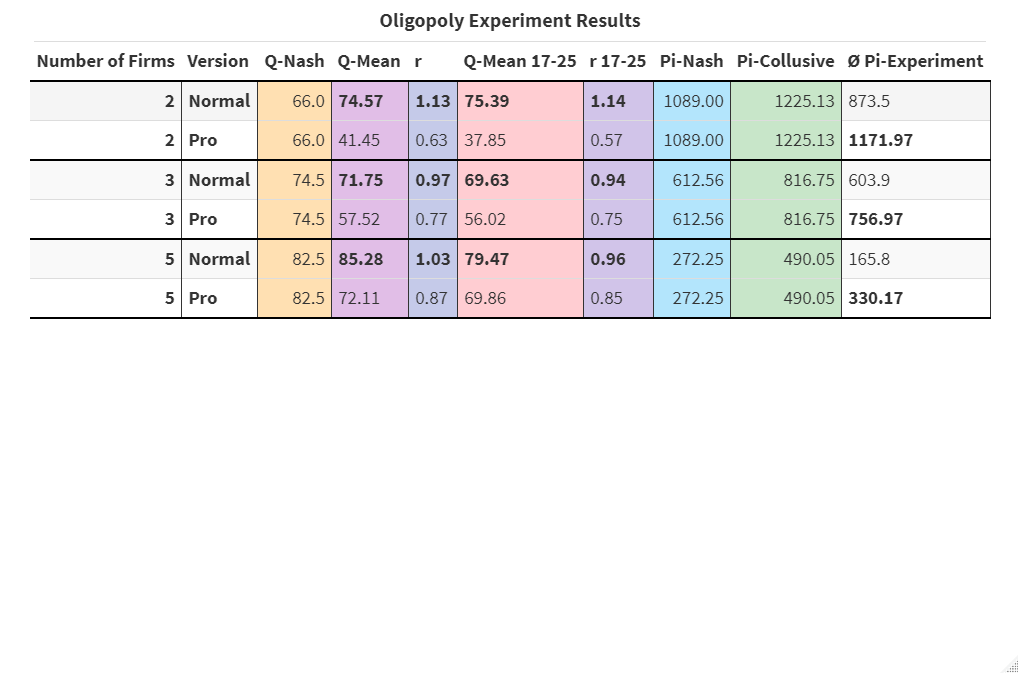 Oligopoly Experiment Results
Number of Firms Version Q-Nash Q-Mean r Q-Mean 17-25 r 17-25 Pi-Nash Pi-Collusive Ø Pi-Experiment
2 Normal 66.0 74.57 1.13 75.39 1.14 1089.00 1225.13 873.5
2 Pro 66.0 41.45 0.63 37.85 0.57 1089.00 1225.13 1171.97
3 Normal 74.5 71.75 0.97 69.63 0.94 612.56 816.75 603.9
3 Pro 74.5 57.52 0.77 56.02 0.75 612.56 816.75 756.97
5 Normal 82.5 85.28 1.03 79.47 0.96 272.25 490.05 165.8
5 Pro 82.5 72.11 0.87 69.86 0.85 272.25 490.05 330.17